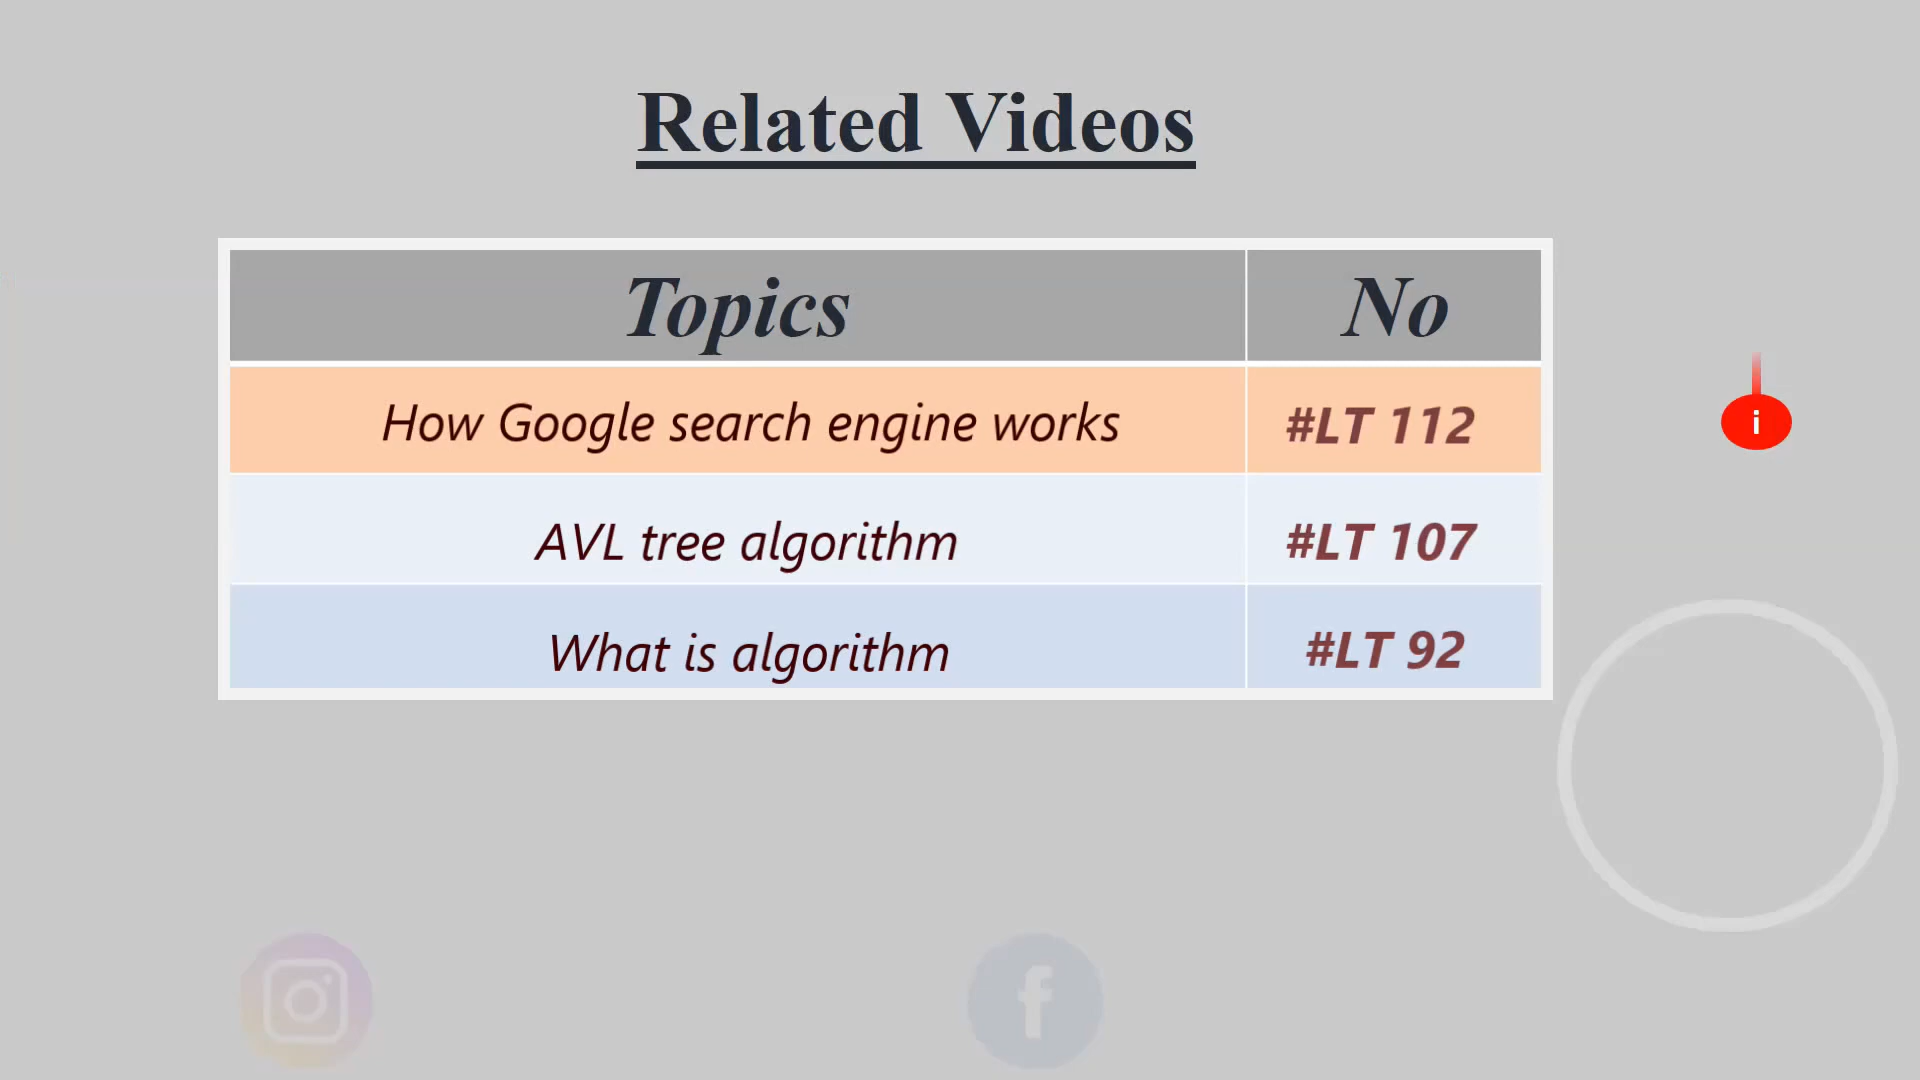 Related Videos
Topics No
How Google search engine works #LT 112
AVL tree algorithm #LT 107
What is algorithm #LT 92
i
f